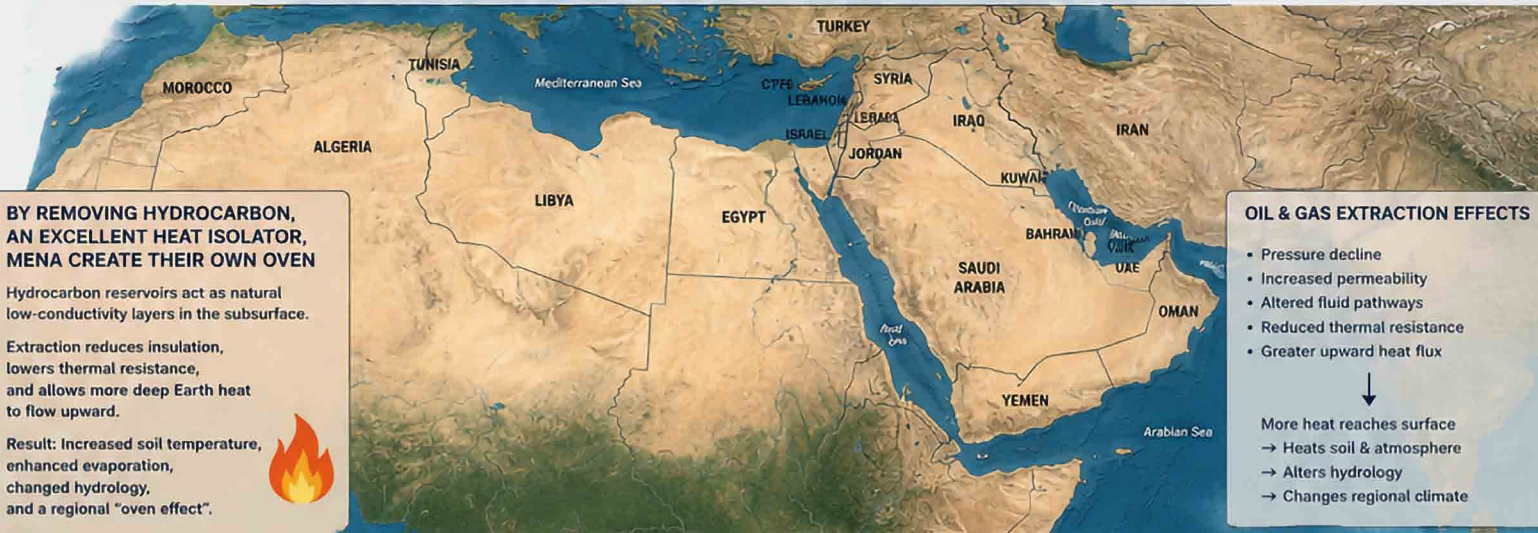 TURKEY
TUNISIA
MOROCCO
Mediterranean Sea
SYRIA
LEBANON
ISRAEL
IRAQ
IRAN
ALGERIA
JORDAN
KUWAIT
LIBYA
EGYPT
BAHRAIN
SAUDI
ARABIA
UAE
OMAN
YEMEN
Arabian Sea
BY REMOVING HYDROCARBON,
AN EXCELLENT HEAT ISOLATOR,
MENA CREATE THEIR OWN OVEN
Hydrocarbon reservoirs act as natural
low-conductivity layers in the subsurface.
Extraction reduces insulation,
lowers thermal resistance,
and allows more deep Earth heat
to flow upward.
Result: Increased soil temperature,
enhanced evaporation,
changed hydrology,
and a regional “oven effect”.
OIL & GAS EXTRACTION EFFECTS
• Pressure decline
• Increased permeability
• Altered fluid pathways
• Reduced thermal resistance
• Greater upward heat flux
↓
More heat reaches surface
→ Heats soil & atmosphere
→ Alters hydrology
→ Changes regional climate